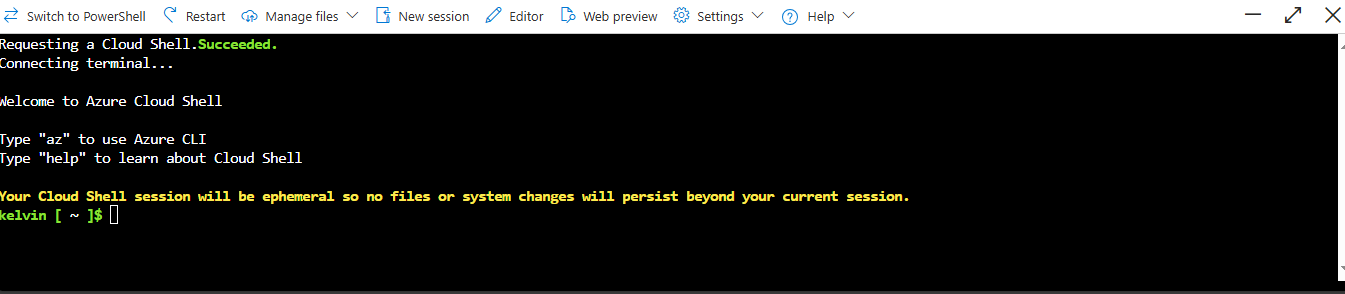 Switch to PowerShell Restart Manage files New session Editor Web preview Settings Help
Requesting a Cloud Shell.Succeeded.
Connecting terminal...
Welcome to Azure Cloud Shell
Type "az" to use Azure CLI
Type "help" to learn about Cloud Shell
Your Cloud Shell session will be ephemeral so no files or system changes will persist beyond your current session.
kelvin [ ~ ]$